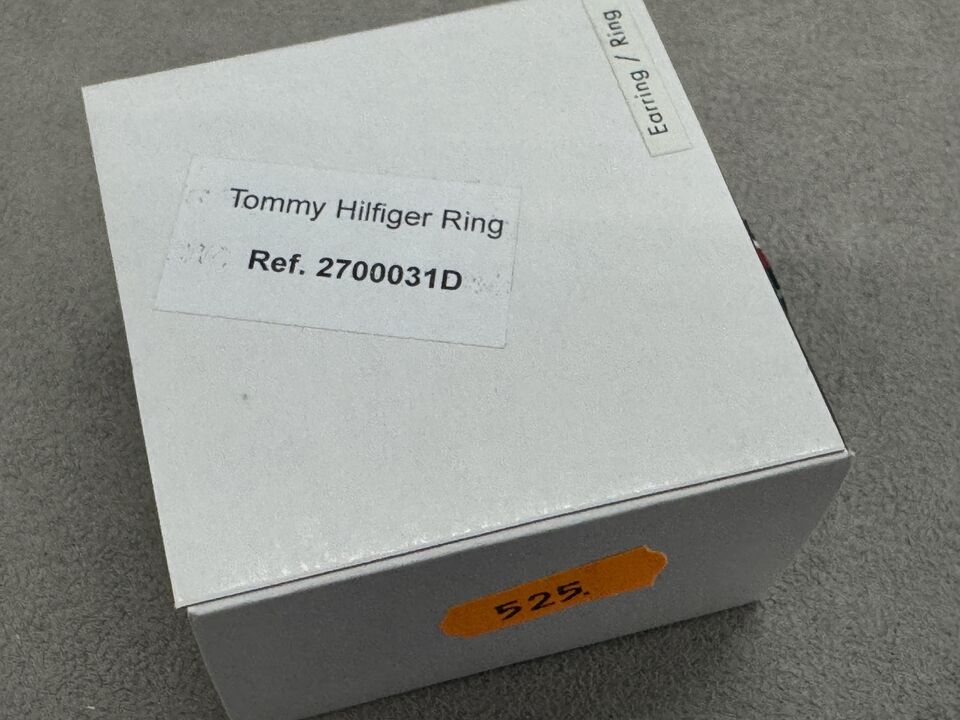 Earring / Ring
Tommy Hilfiger Ring
Ref. 2700031D
525.